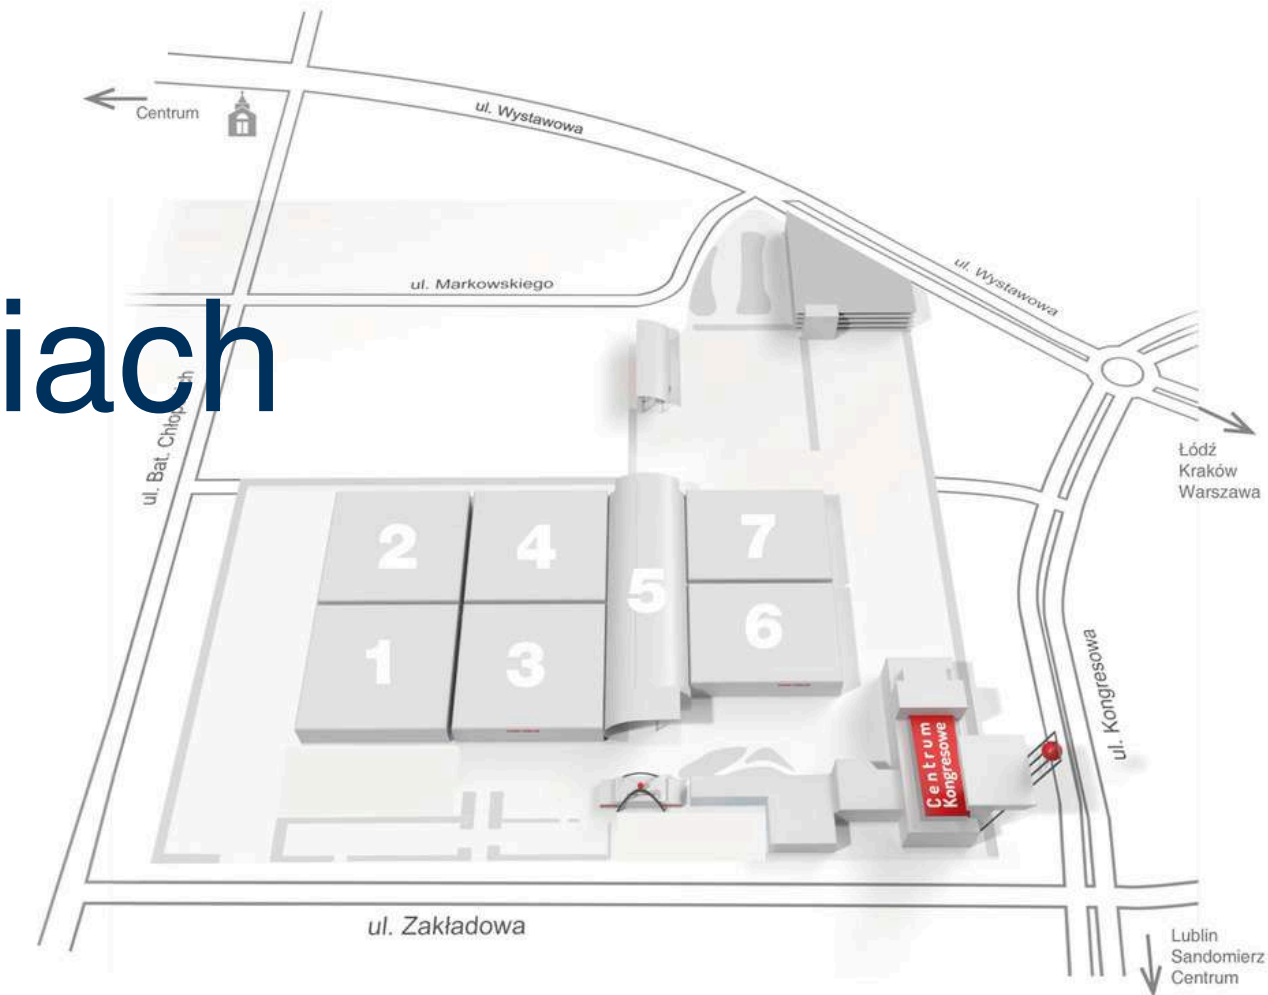 Centrum
ul. Wystawowa
ul. Wystawowa
ul. Markowskiego
iach
ul. Bat. Chłopskich
Łódź
Kraków
Warszawa
2
4
5
7
1
3
6
ul. Kongresowa
Centrum
Kongresowe
ul. Zakładowa
Lublin
Sandomierz
Centrum